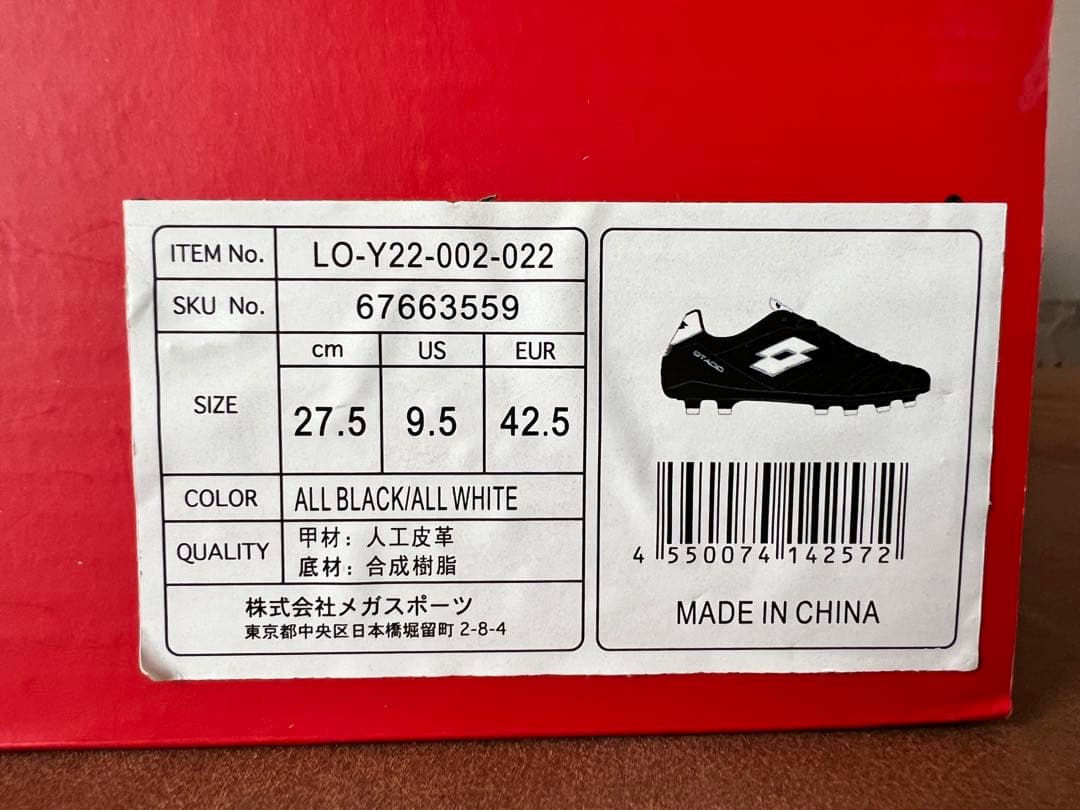 ITEM No. LO-Y22-002-022
SKU No. 67663559
SIZE
cm US EUR
27.5 9.5 42.5
COLOR ALL BLACK/ALL WHITE
QUALITY
甲材：人工皮革
底材：合成樹脂
株式会社メガスポーツ
東京都中央区日本橋堀留町 2-8-4
STADIO
4 550074 142572
MADE IN CHINA